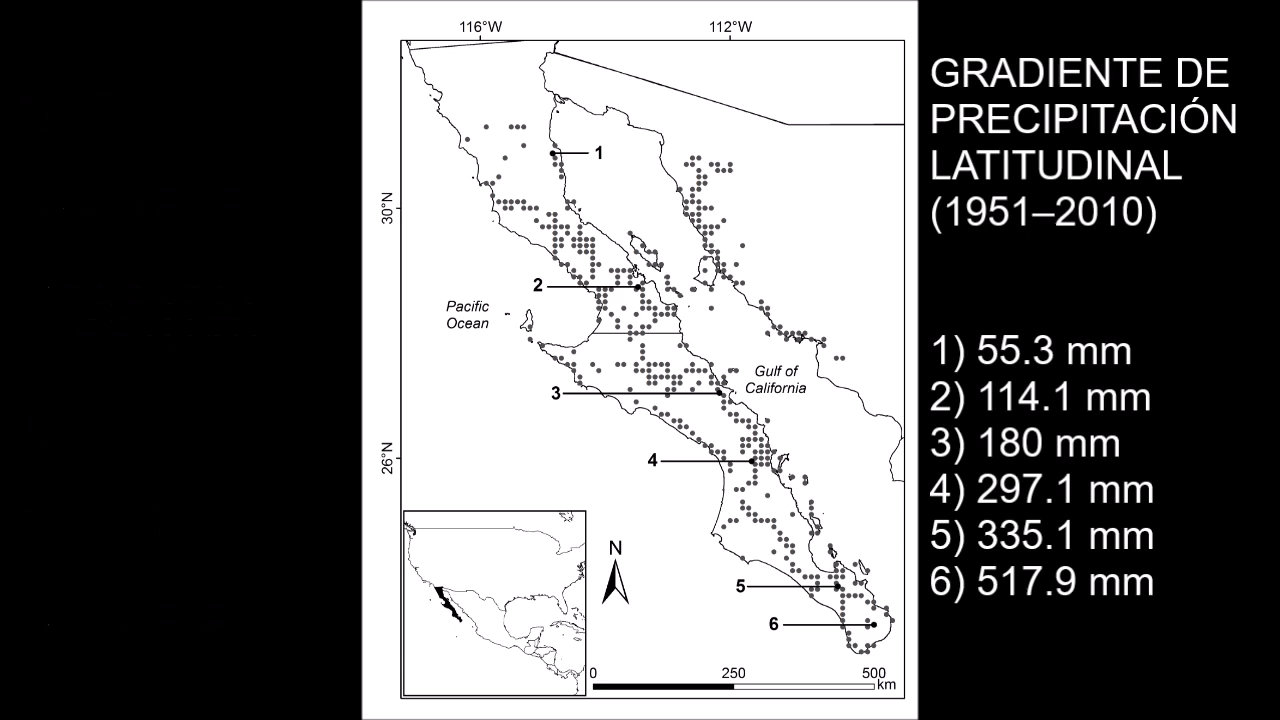 116°W
112°W
30°N
26°N
1
2
3
4
5
6
Pacific
Ocean
Gulf of
California
N
0
250
500
km
GRADIENTE DE
PRECIPITACIÓN
LATITUDINAL
(1951–2010)
1) 55.3 mm
2) 114.1 mm
3) 180 mm
4) 297.1 mm
5) 335.1 mm
6) 517.9 mm